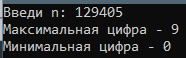 Введи n: 129405
Максимальная цифра - 9
Минимальная цифра - 0